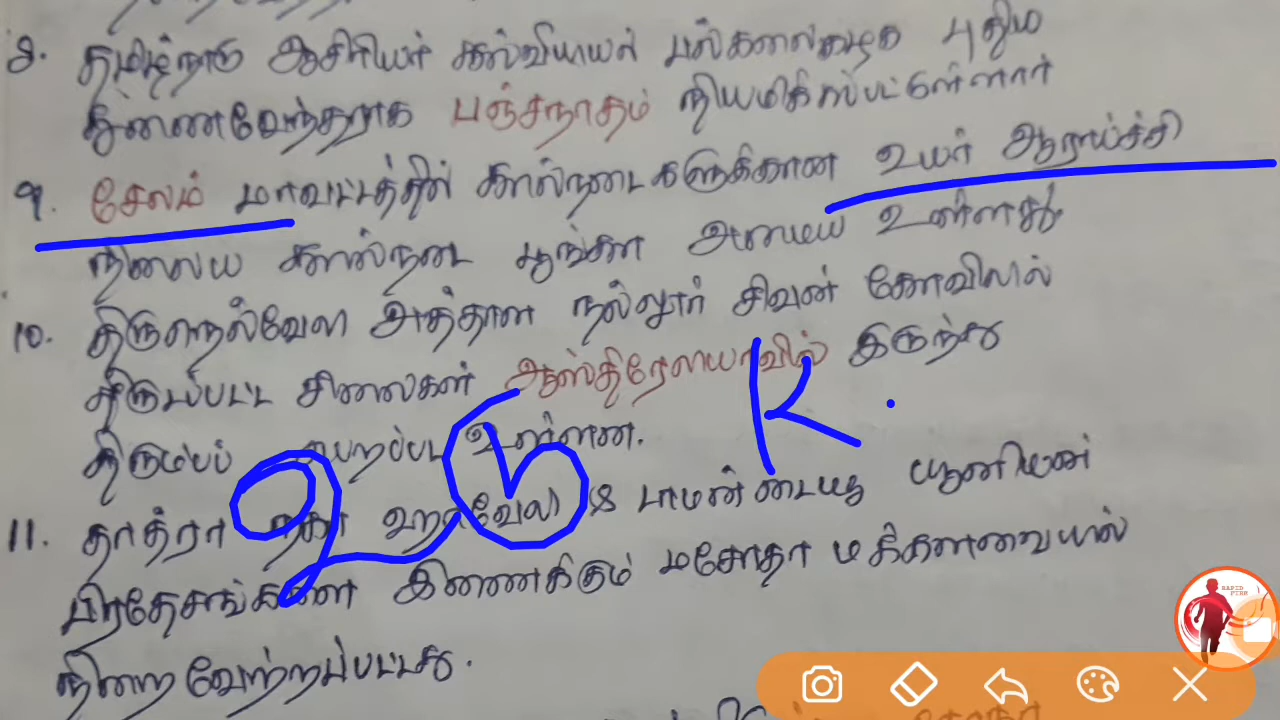 8. தமிழ்நாடு ஆசிரியர் கல்வியியல் பல்கலைகழக புதிய
துணைவேந்தராக பஞ்சநாதம் நியமிக்கப்பட்டுள்ளார்
9. சேலம் மாவட்டத்தின் கால்நடைகளுக்கான உயர் ஆராய்ச்சி
நிலைய கால்நடை பூங்கா அமைய உள்ளது.
10. திருநெல்வேலி அத்தாள நல்லூர் சிவன் கோவிலில்
திருடப்பட்ட சிலைகள் ஆஸ்திரேலியாவில் இருந்து
திரும்பப் பெறப்பட உள்ளன.
26 K.
11. தாத்ரா நகர் ஹாவேலி & டாமன் டையூ யூனியன்
பிரதேசங்களை இணைக்கும் மசோதா மக்களவையில்
நிறைவேற்றப்பட்டது.
RAPID